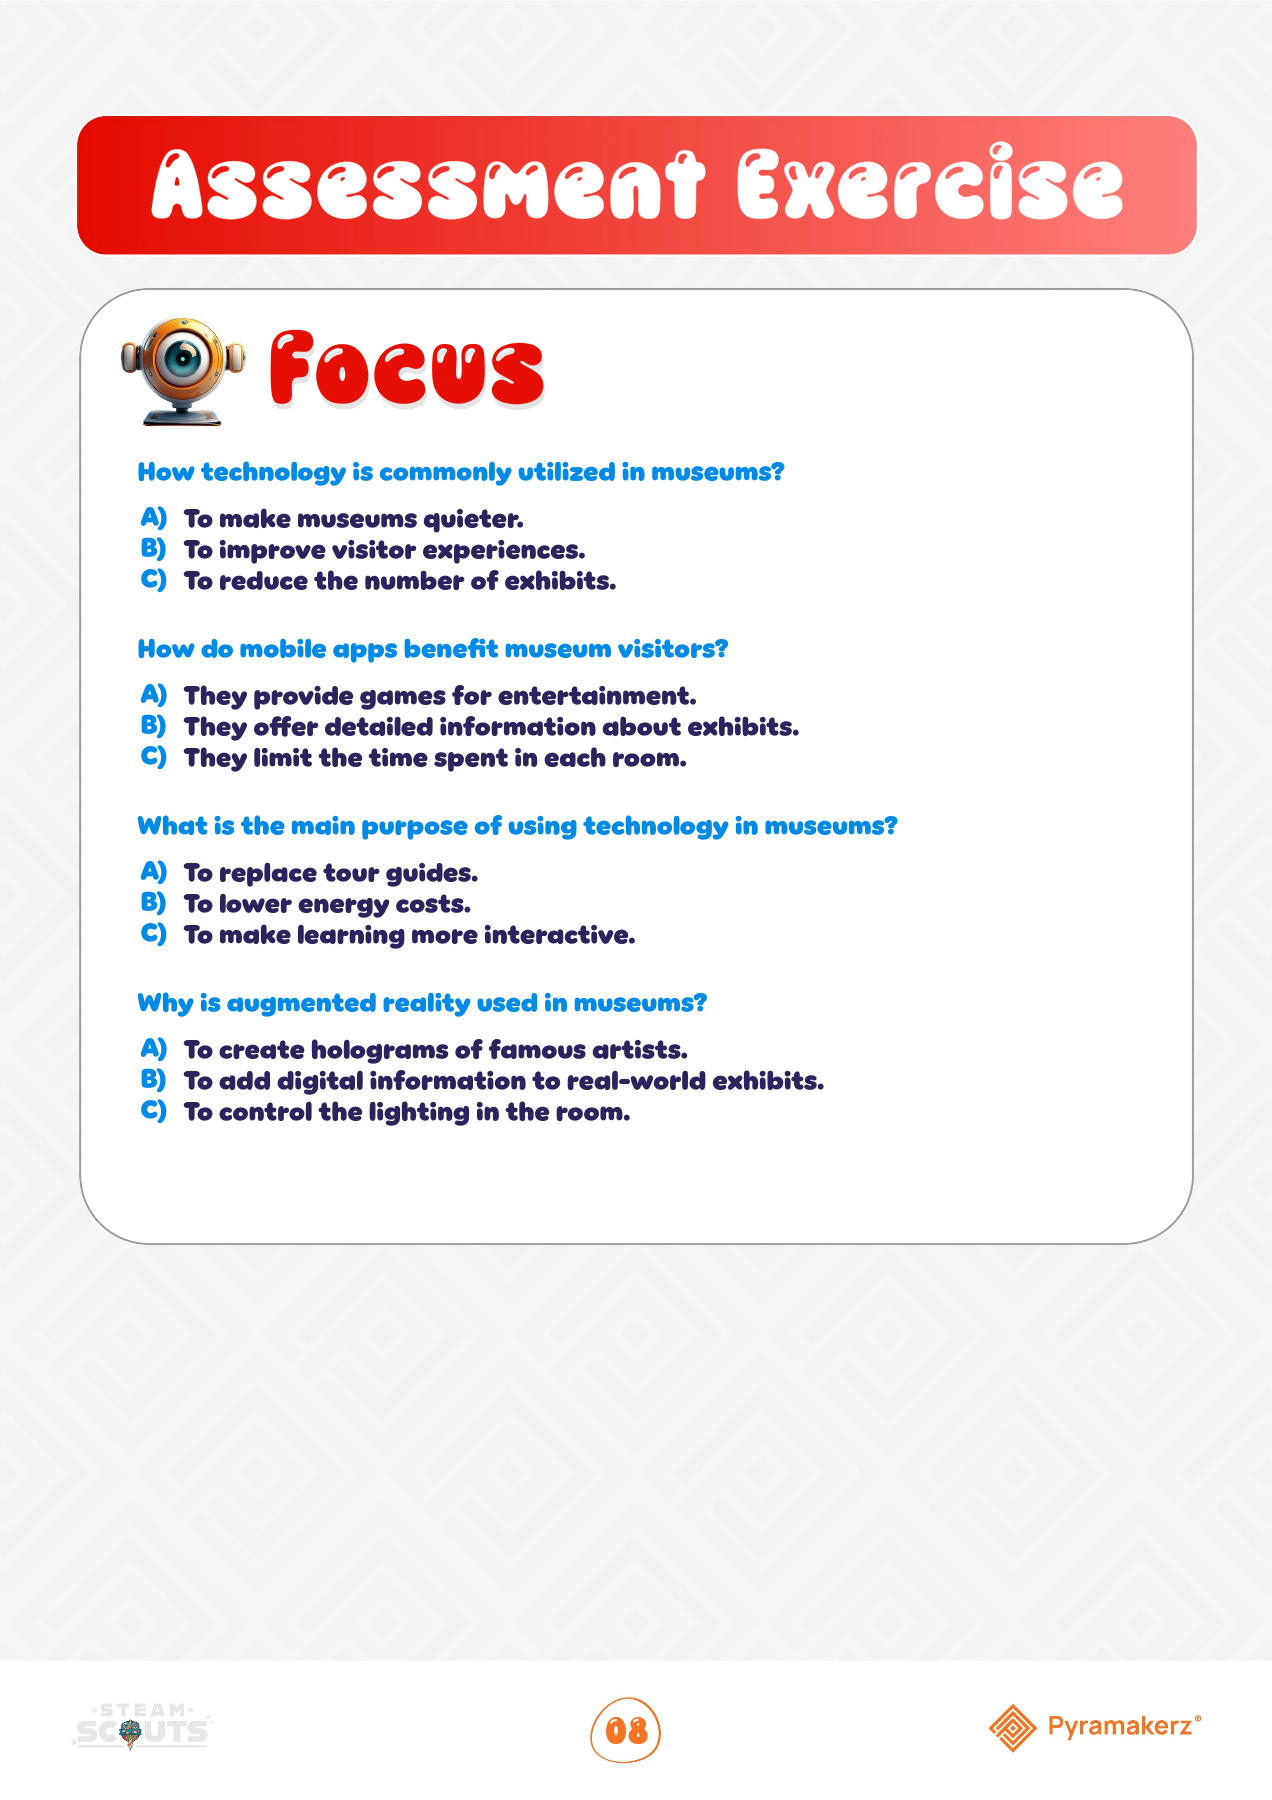 Assessment Exercise
Focus
How technology is commonly utilized in museums?
A) To make museums quieter.
B) To improve visitor experiences.
C) To reduce the number of exhibits.
How do mobile apps benefit museum visitors?
A) They provide games for entertainment.
B) They offer detailed information about exhibits.
C) They limit the time spent in each room.
What is the main purpose of using technology in museums?
A) To replace tour guides.
B) To lower energy costs.
C) To make learning more interactive.
Why is augmented reality used in museums?
A) To create holograms of famous artists.
B) To add digital information to real-world exhibits.
C) To control the lighting in the room.
STEAM
SCOUTS
08
Pyramakerz®